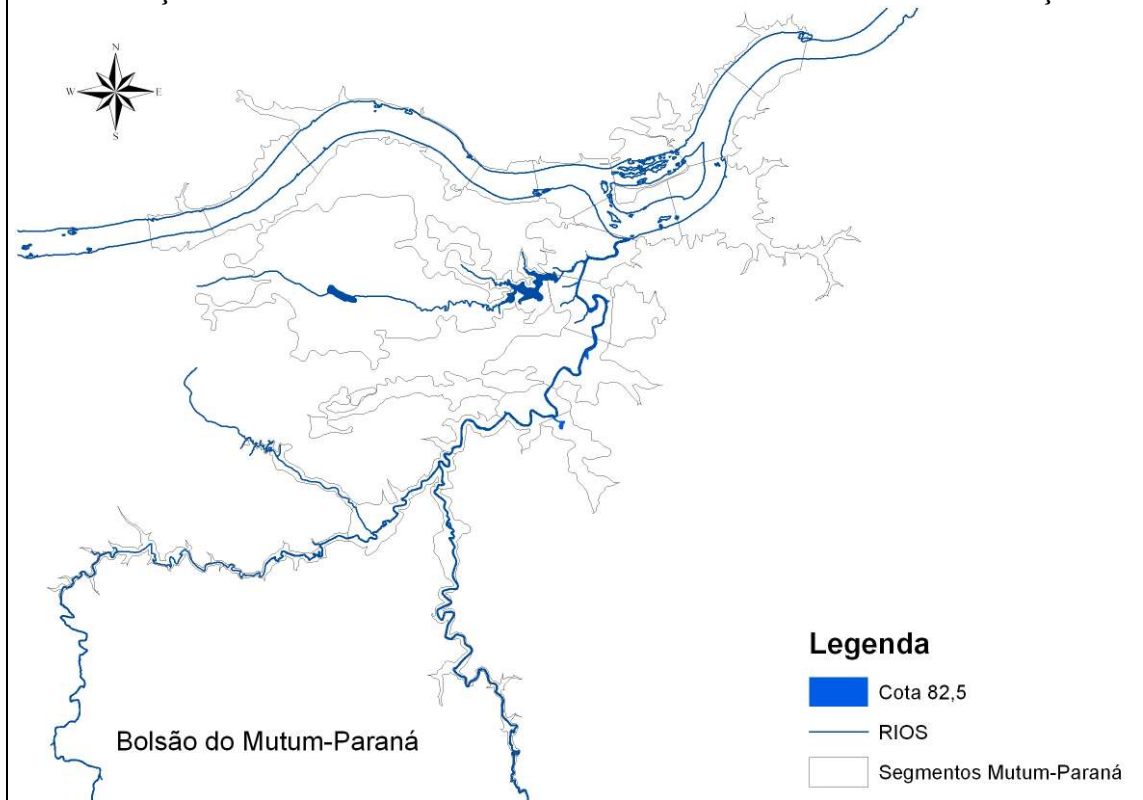 N
W E
S
Legenda
Cota 82,5
RIOS
Segmentos Mutum-Paraná
Bolsão do Mutum-Paraná